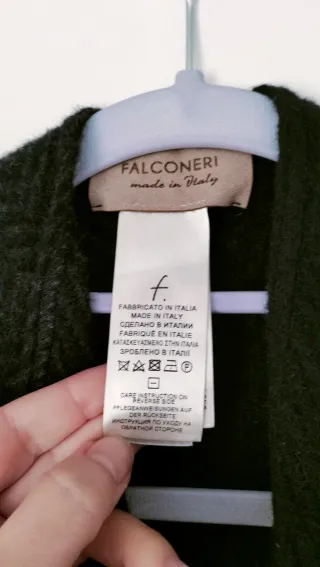 FALCONERI
made in Italy
f.
FABBRICATO IN ITALIA
MADE IN ITALY
СДЕЛАНО В ИТАЛИИ
FABRIQUÉ EN ITALIE
ΚΑΤΑΣΚΕΥΑΣΜΕΝΟ ΣΤΗΝ ΙΤΑΛΙΑ
ЗРОБЛЕНО В ІТАЛІЇ
P
CARE INSTRUCTION ON
REVERSE SIDE
PFLEGEANWEISUNGEN AUF
DER RÜCKSEITE
ИНСТРУКЦИЯ ПО УХОДУ НА
ОБРАТНОЙ СТОРОНЕ